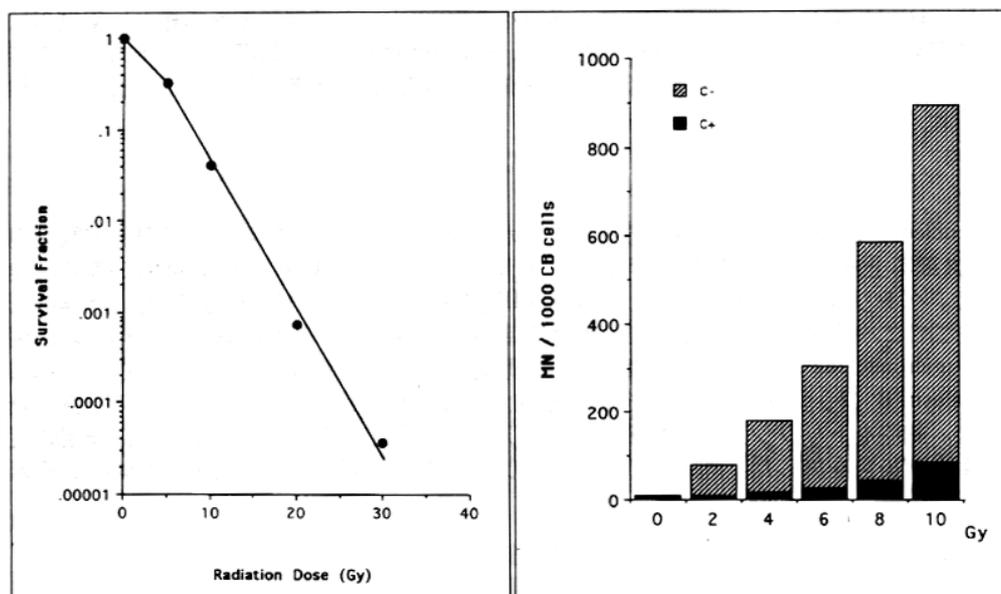 1
.1
.01
.001
.0001
.00001
Survival Fraction
0 10 20 30 40
Radiation Dose (Gy)
1000
800
600
400
200
0
MN / 1000 CB cells
C-
C+
0 2 4 6 8 10
Gy